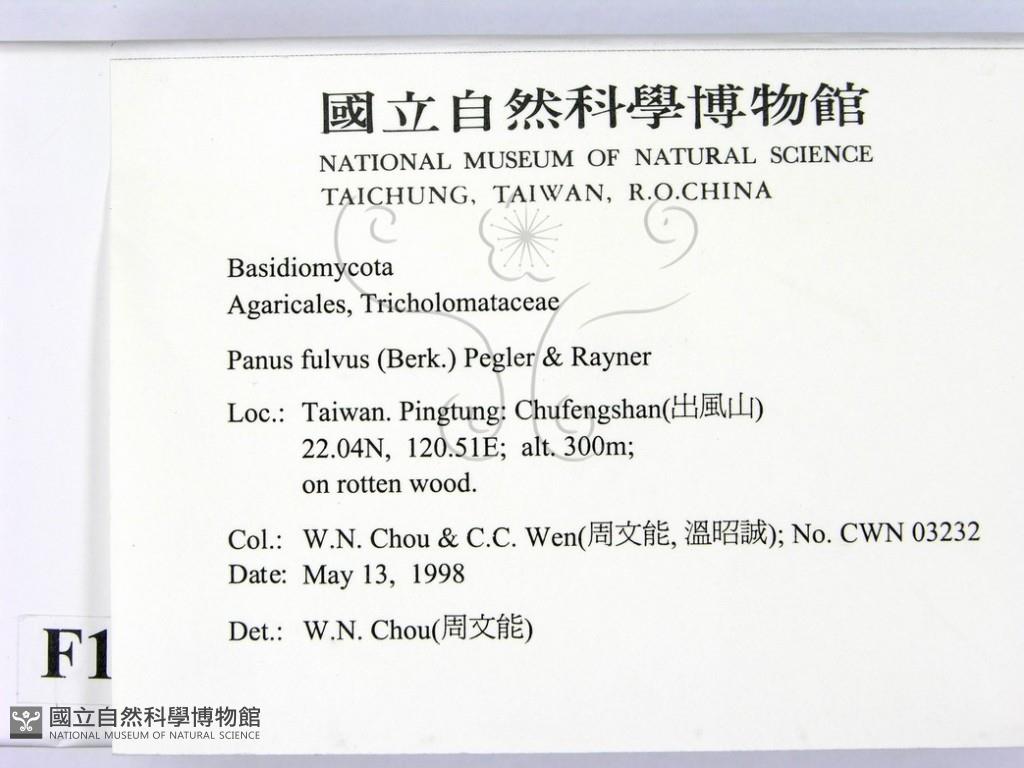 國立自然科學博物館
NATIONAL MUSEUM OF NATURAL SCIENCE
TAICHUNG, TAIWAN, R.O.CHINA
Basidiomycota
Agaricales, Tricholomataceae
Panus fulvus (Berk.) Pegler & Rayner
Loc.: Taiwan. Pingtung: Chufengshan(出風山)
22.04N, 120.51E; alt. 300m;
on rotten wood.
Col.: W.N. Chou & C.C. Wen(周文能, 溫昭誠); No. CWN 03232
Date: May 13, 1998
Det.: W.N. Chou(周文能)
F1
國立自然科學博物館
NATIONAL MUSEUM OF NATURAL SCIENCE